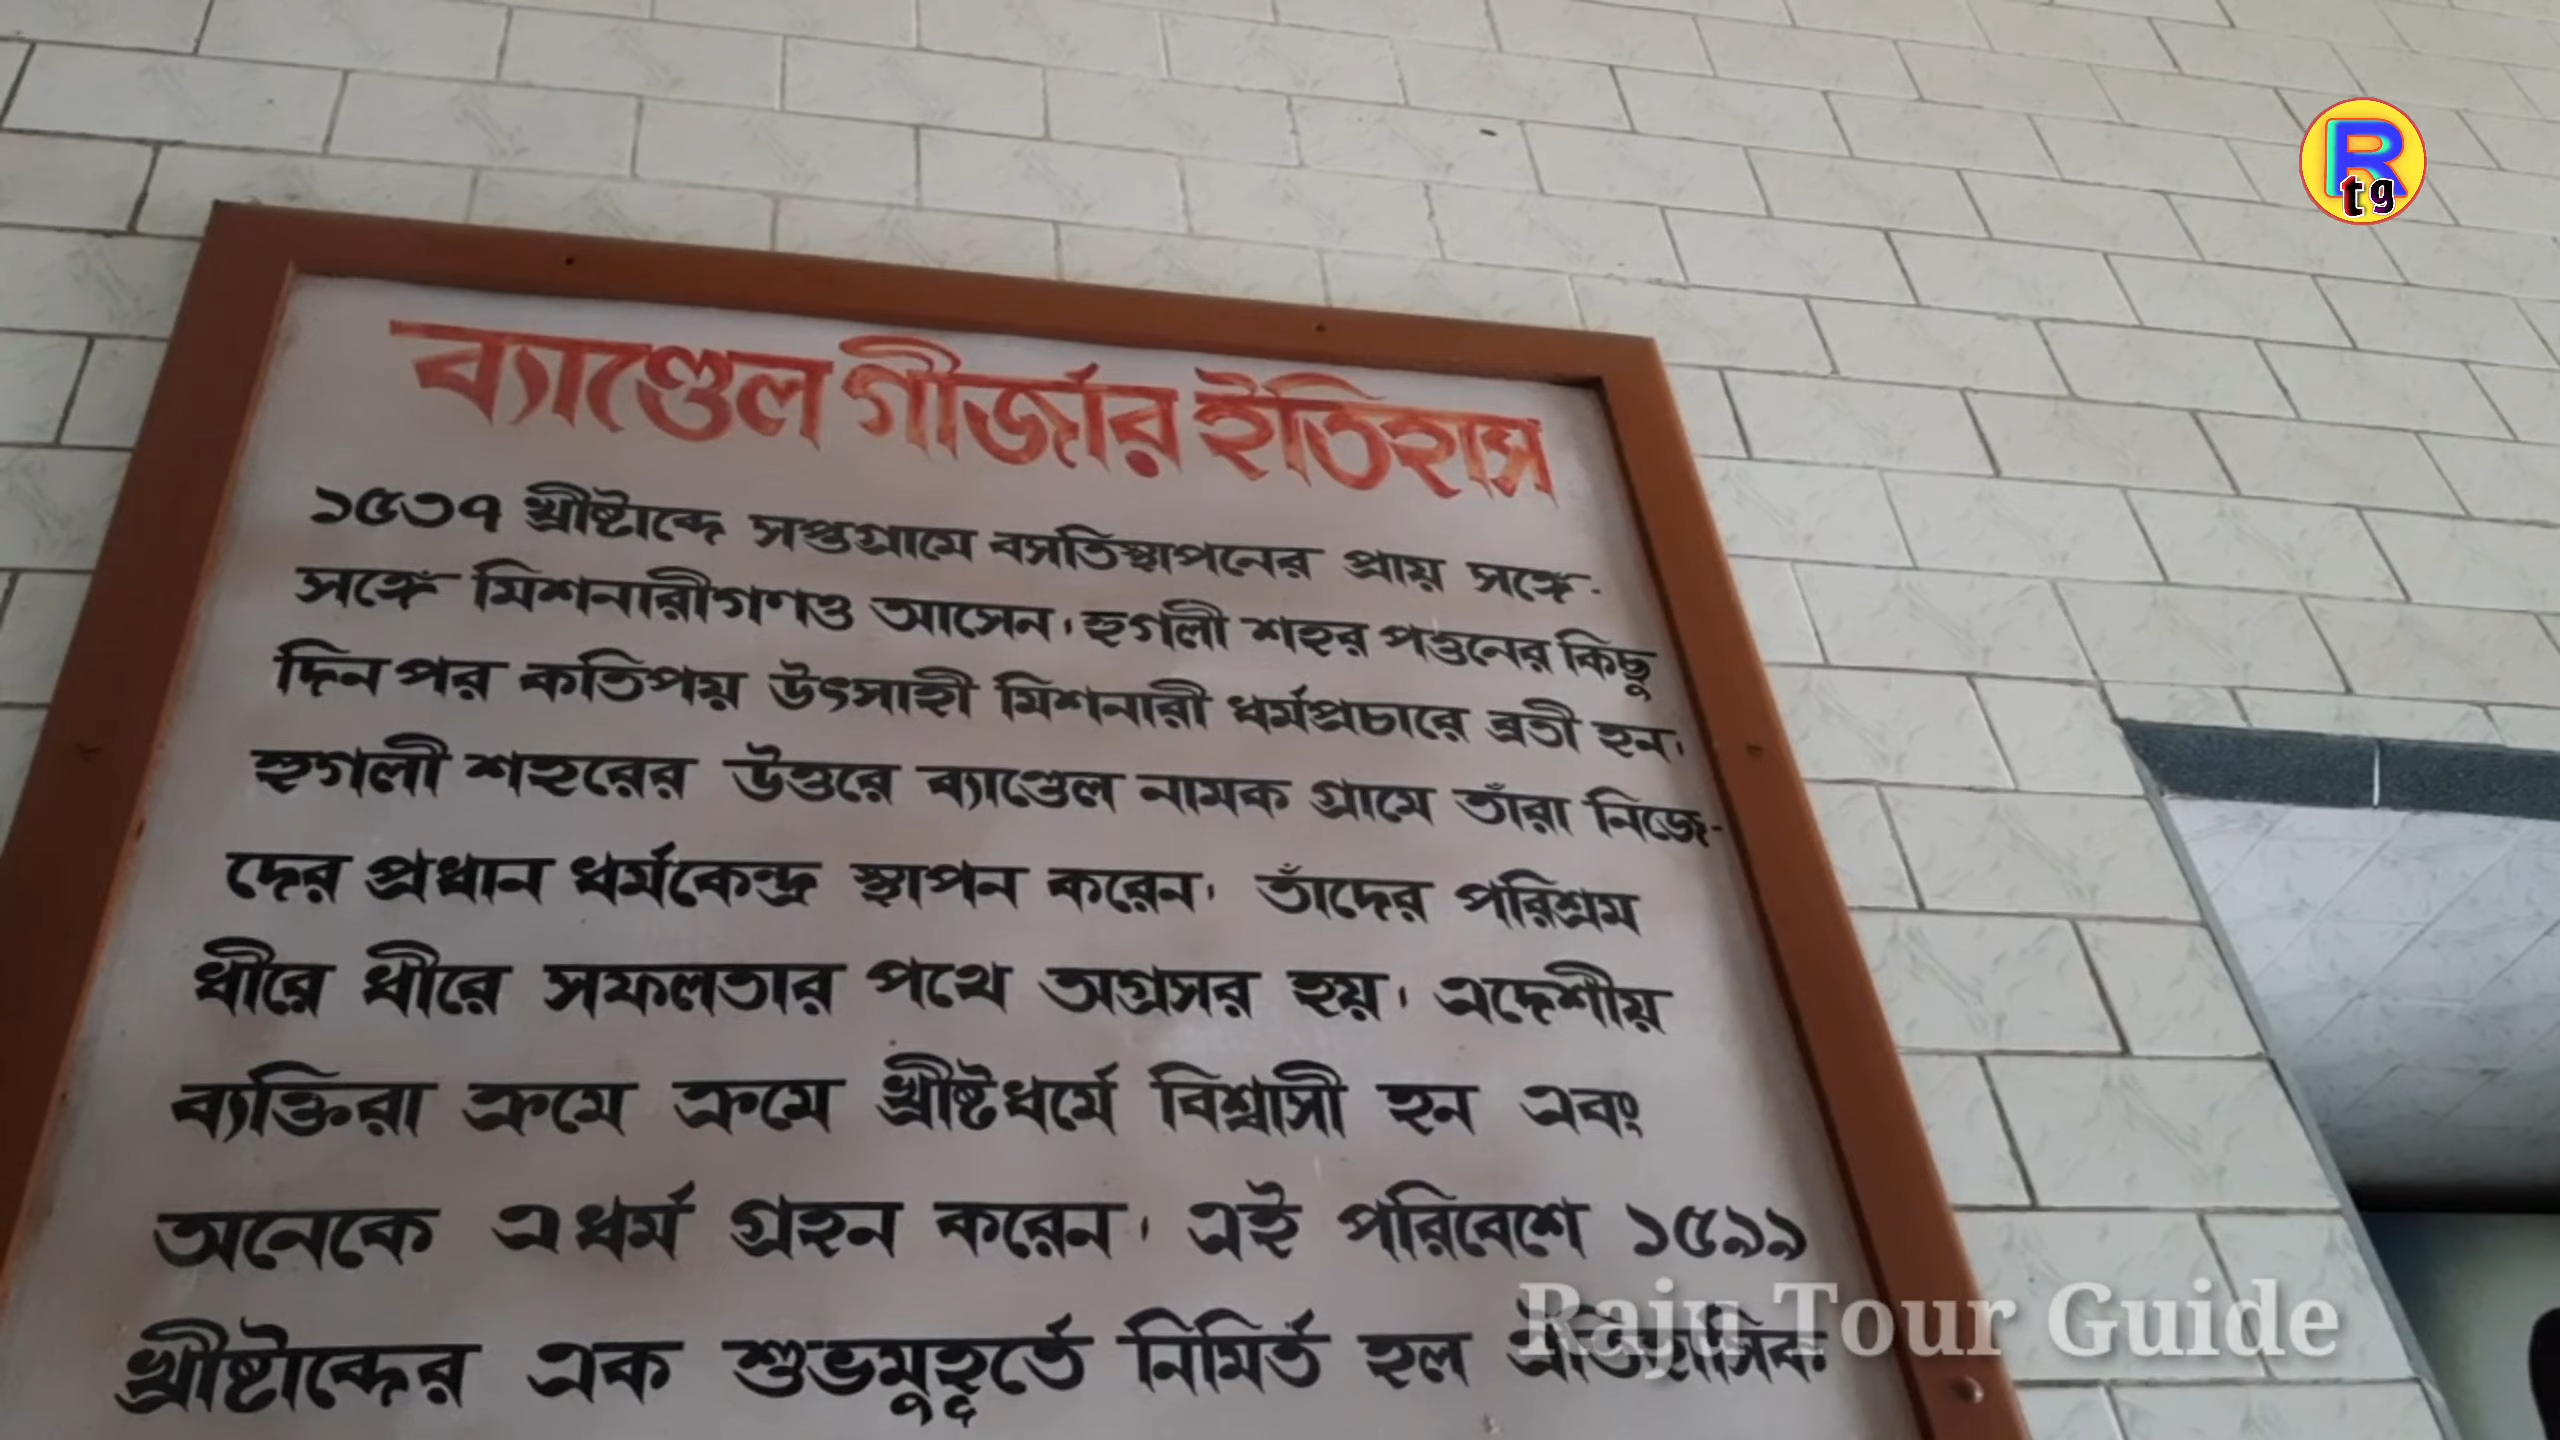 Rtg
ব্যাণ্ডেল গীর্জার ইতিহাস
১৫৩৭ খ্রীষ্টাব্দে সপ্তগ্রামে বসতিস্থাপনের প্রায় সঙ্গে-
সঙ্গে মিশনারীগণও আসেন। হুগলী শহর পত্তনের কিছু
দিন পর কতিপয় উৎসাহী মিশনারী ধর্মপ্রচারে ব্রতী হন।
হুগলী শহরের উত্তরে ব্যাণ্ডেল নামক গ্রামে তাঁরা নিজে-
দের প্রধান ধর্মকেন্দ্র স্থাপন করেন। তাঁদের পরিশ্রম
ধীরে ধীরে সফলতার পথে অগ্রসর হয়। এদেশীয়
ব্যক্তিরা ক্রমে ক্রমে খ্রীষ্টধর্মে বিশ্বাসী হন এবং
অনেকে এধর্ম গ্রহন করেন। এই পরিবেশে ১৫৯৯
খ্রীষ্টাব্দের এক শুভমুহূর্তে নির্মিত হল ঐতিহাসিক
Raju Tour Guide